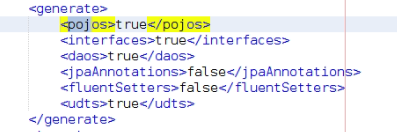 <generate>
<pojos>true</pojos>
<interfaces>true</interfaces>
<daos>true</daos>
<jpaAnnotations>false</jpaAnnotations>
<fluentSetters>false</fluentSetters>
<udts>true</udts>
</generate>